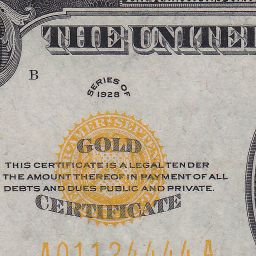 THE UNITE
B
SERIES OF
1928
GOLD
THIS CERTIFICATE IS A LEGAL TENDER
THE AMOUNT THEREOF IN PAYMENT OF ALL
DEBTS AND DUES PUBLIC AND PRIVATE.
CERTIFICATE
A01124444A